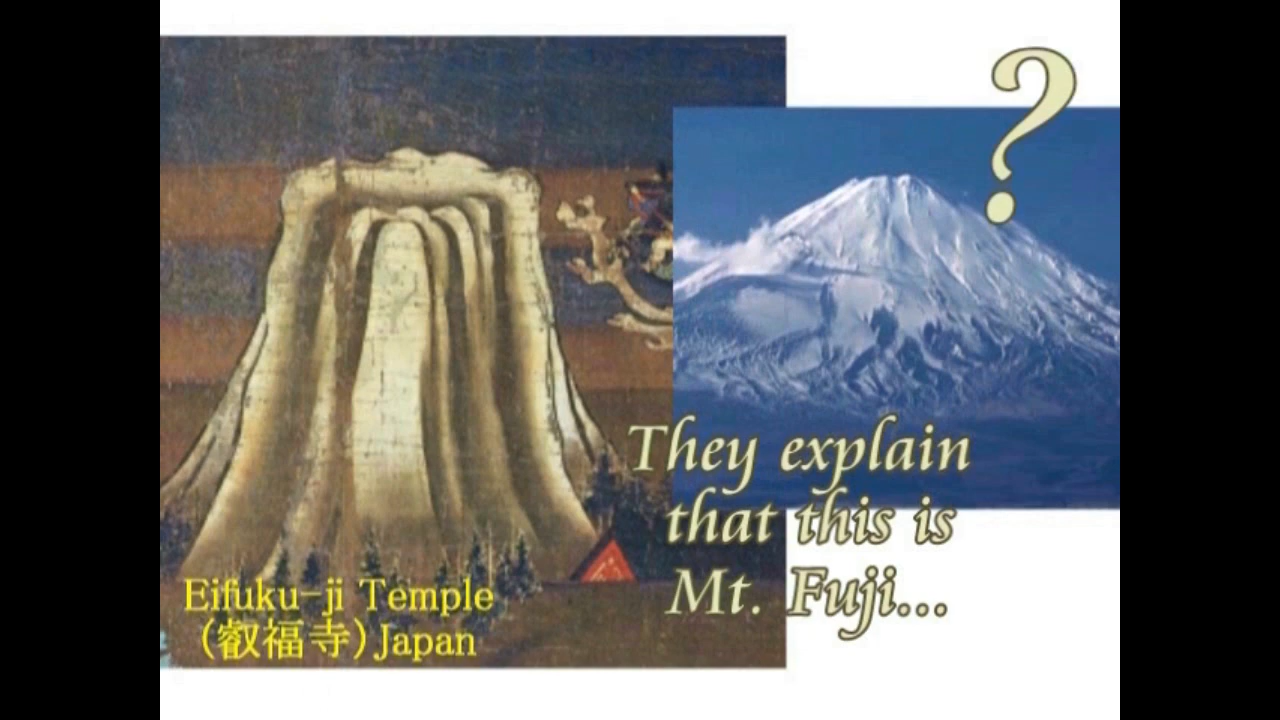 ?
They explain
that this is
Mt. Fuji...
Eifuku-ji Temple
(叡福寺)Japan